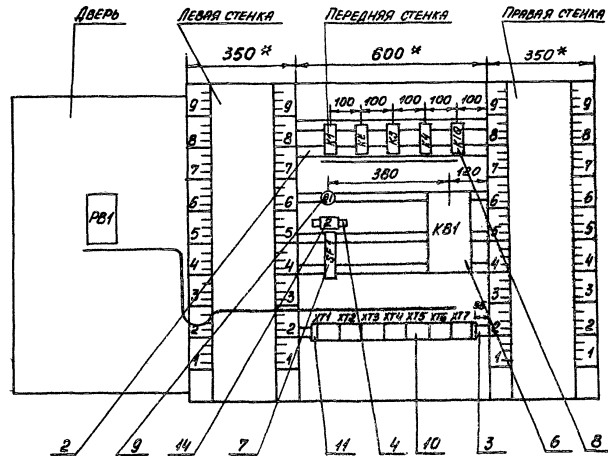 ДВЕРЬ
ЛЕВАЯ СТЕНКА
ПЕРЕДНЯЯ СТЕНКА
ПРАВАЯ СТЕНКА
350*
600*
350*
100 100 100 100 100
9 9 9 9
8 8 8 8
7 7 7 7
6 6 6 6
5 5 5 5
4 4 4 4
3 3 3 3
2 2 2 2
1 1 1 1
К1 К2 К3 К4 К10
380 120
РВ1
КВ1
SF1
ХТ1 ХТ2 ХТ3 ХТ4 ХТ5 ХТ6 ХТ7
2 9 14 7 11 4 10 3 6 8